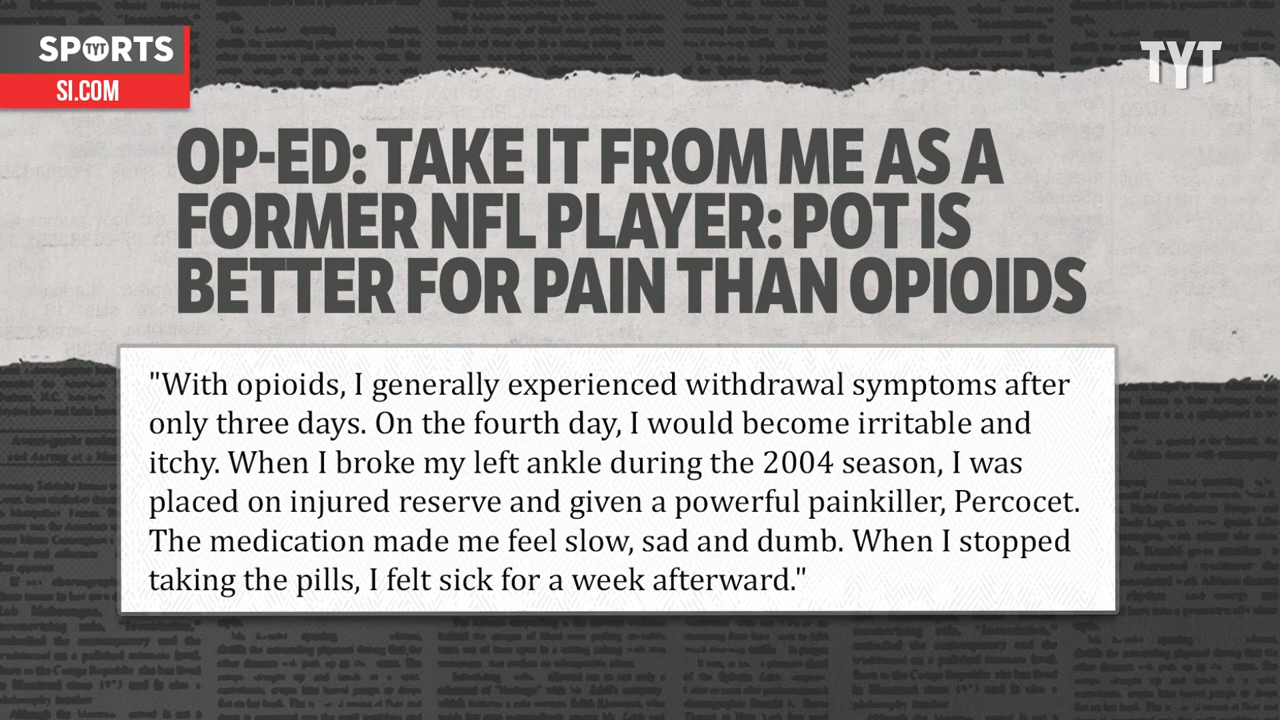 SPORTS
TYT
SI.COM
TYT
OP-ED: TAKE IT FROM ME AS A
FORMER NFL PLAYER: POT IS
BETTER FOR PAIN THAN OPIOIDS
"With opioids, I generally experienced withdrawal symptoms after
only three days. On the fourth day, I would become irritable and
itchy. When I broke my left ankle during the 2004 season, I was
placed on injured reserve and given a powerful painkiller, Percocet.
The medication made me feel slow, sad and dumb. When I stopped
taking the pills, I felt sick for a week afterward."